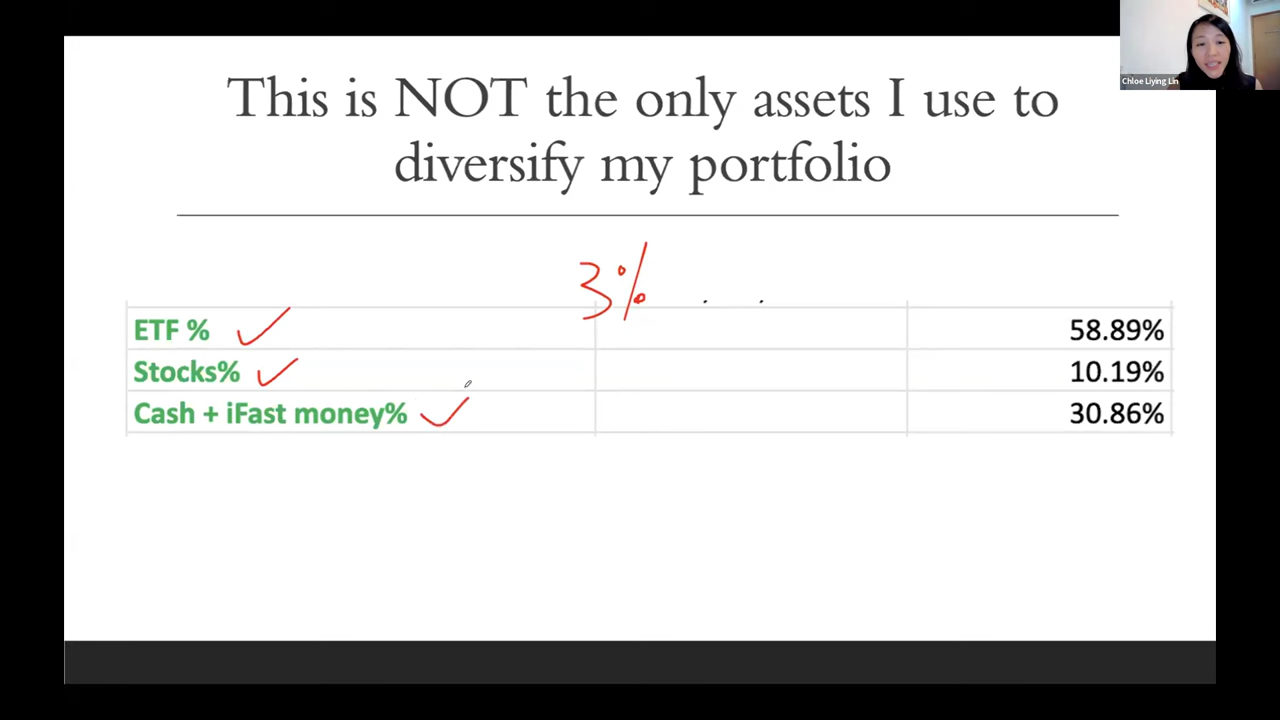 This is NOT the only assets I use to
diversify my portfolio
3%
ETF % 58.89%
Stocks% 10.19%
Cash + iFast money% 30.86%
Chloe Liying Lin